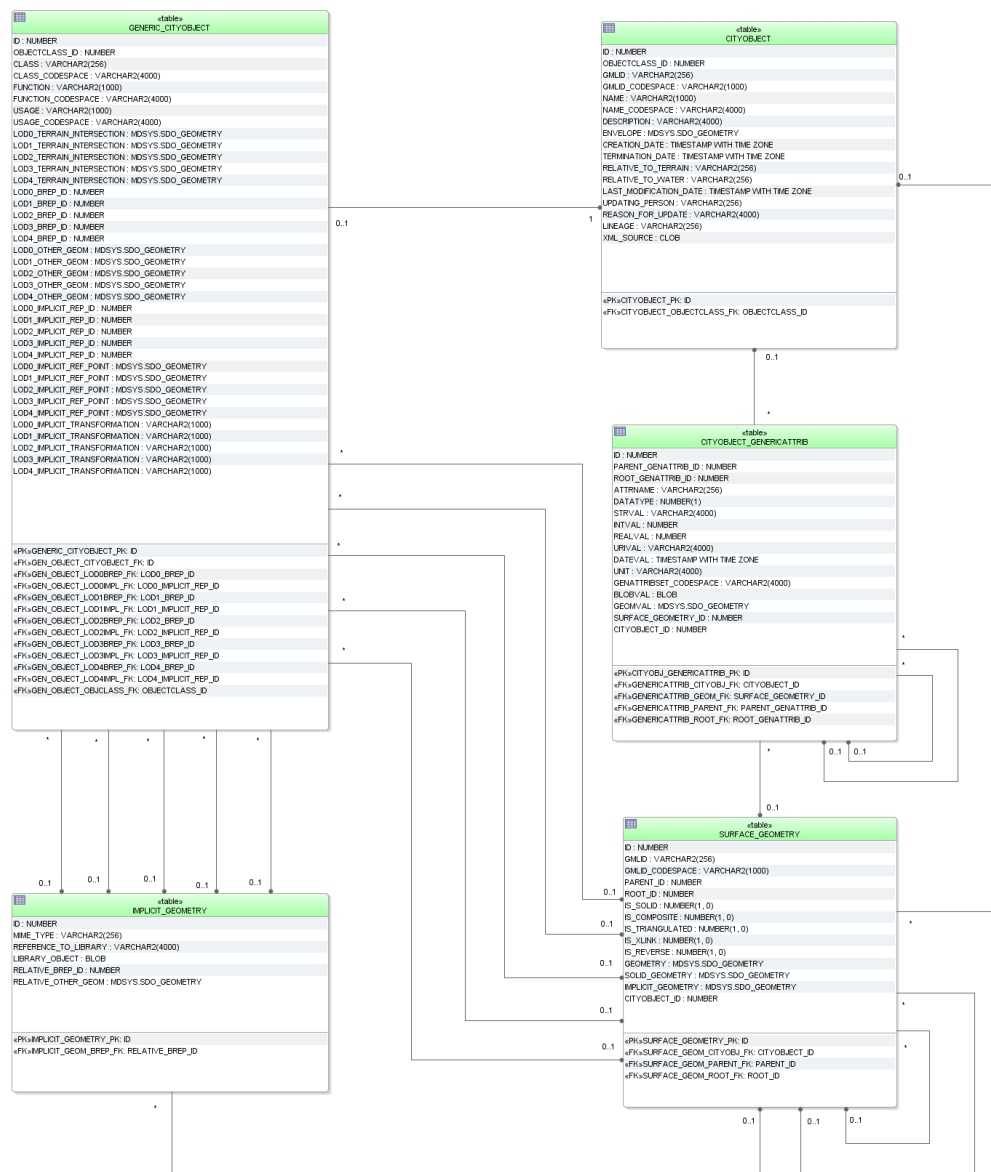 «table»
GENERIC_CITYOBJECT
ID : NUMBER
OBJECTCLASS_ID : NUMBER
CLASS : VARCHAR2(256)
CLASS_CODESPACE : VARCHAR2(4000)
FUNCTION : VARCHAR2(1000)
FUNCTION_CODESPACE : VARCHAR2(4000)
USAGE : VARCHAR2(1000)
USAGE_CODESPACE : VARCHAR2(4000)
LOD0_TERRAIN_INTERSECTION : MDSYS.SDO_GEOMETRY
LOD1_TERRAIN_INTERSECTION : MDSYS.SDO_GEOMETRY
LOD2_TERRAIN_INTERSECTION : MDSYS.SDO_GEOMETRY
LOD3_TERRAIN_INTERSECTION : MDSYS.SDO_GEOMETRY
LOD4_TERRAIN_INTERSECTION : MDSYS.SDO_GEOMETRY
LOD0_BREP_ID : NUMBER
LOD1_BREP_ID : NUMBER
LOD2_BREP_ID : NUMBER
LOD3_BREP_ID : NUMBER
LOD4_BREP_ID : NUMBER
LOD0_OTHER_GEOM : MDSYS.SDO_GEOMETRY
LOD1_OTHER_GEOM : MDSYS.SDO_GEOMETRY
LOD2_OTHER_GEOM : MDSYS.SDO_GEOMETRY
LOD3_OTHER_GEOM : MDSYS.SDO_GEOMETRY
LOD4_OTHER_GEOM : MDSYS.SDO_GEOMETRY
LOD0_IMPLICIT_REP_ID : NUMBER
LOD1_IMPLICIT_REP_ID : NUMBER
LOD2_IMPLICIT_REP_ID : NUMBER
LOD3_IMPLICIT_REP_ID : NUMBER
LOD4_IMPLICIT_REP_ID : NUMBER
LOD0_IMPLICIT_REF_POINT : MDSYS.SDO_GEOMETRY
LOD1_IMPLICIT_REF_POINT : MDSYS.SDO_GEOMETRY
LOD2_IMPLICIT_REF_POINT : MDSYS.SDO_GEOMETRY
LOD3_IMPLICIT_REF_POINT : MDSYS.SDO_GEOMETRY
LOD4_IMPLICIT_REF_POINT : MDSYS.SDO_GEOMETRY
LOD0_IMPLICIT_TRANSFORMATION : VARCHAR2(1000)
LOD1_IMPLICIT_TRANSFORMATION : VARCHAR2(1000)
LOD2_IMPLICIT_TRANSFORMATION : VARCHAR2(1000)
LOD3_IMPLICIT_TRANSFORMATION : VARCHAR2(1000)
LOD4_IMPLICIT_TRANSFORMATION : VARCHAR2(1000)
«PK»GENERIC_CITYOBJECT_PK: ID
«FK»GEN_OBJECT_CITYOBJECT_FK: ID
«FK»GEN_OBJECT_LOD0BREP_FK: LOD0_BREP_ID
«FK»GEN_OBJECT_LOD0IMPL_FK: LOD0_IMPLICIT_REP_ID
«FK»GEN_OBJECT_LOD1BREP_FK: LOD1_BREP_ID
«FK»GEN_OBJECT_LOD1IMPL_FK: LOD1_IMPLICIT_REP_ID
«FK»GEN_OBJECT_LOD2BREP_FK: LOD2_BREP_ID
«FK»GEN_OBJECT_LOD2IMPL_FK: LOD2_IMPLICIT_REP_ID
«FK»GEN_OBJECT_LOD3BREP_FK: LOD3_BREP_ID
«FK»GEN_OBJECT_LOD3IMPL_FK: LOD3_IMPLICIT_REP_ID
«FK»GEN_OBJECT_LOD4BREP_FK: LOD4_BREP_ID
«FK»GEN_OBJECT_LOD4IMPL_FK: LOD4_IMPLICIT_REP_ID
«FK»GEN_OBJECT_OBJCLASS_FK: OBJECTCLASS_ID
0..1
1
*
*
*
*
*
«table»
CITYOBJECT
ID : NUMBER
OBJECTCLASS_ID : NUMBER
GMLID : VARCHAR2(256)
GMLID_CODESPACE : VARCHAR2(1000)
NAME : VARCHAR2(1000)
NAME_CODESPACE : VARCHAR2(4000)
DESCRIPTION : VARCHAR2(4000)
ENVELOPE : MDSYS.SDO_GEOMETRY
CREATION_DATE : TIMESTAMP WITH TIME ZONE
TERMINATION_DATE : TIMESTAMP WITH TIME ZONE
RELATIVE_TO_TERRAIN : VARCHAR2(256)
RELATIVE_TO_WATER : VARCHAR2(256)
LAST_MODIFICATION_DATE : TIMESTAMP WITH TIME ZONE
UPDATING_PERSON : VARCHAR2(256)
REASON_FOR_UPDATE : VARCHAR2(4000)
LINEAGE : VARCHAR2(256)
XML_SOURCE : CLOB
«PK»CITYOBJECT_PK: ID
«FK»CITYOBJECT_OBJECTCLASS_FK: OBJECTCLASS_ID
0..1
0..1
*
«table»
CITYOBJECT_GENERICATTRIB
ID : NUMBER
PARENT_GENATTRIB_ID : NUMBER
ROOT_GENATTRIB_ID : NUMBER
ATTRNAME : VARCHAR2(256)
DATATYPE : NUMBER(1)
STRVAL : VARCHAR2(4000)
INTVAL : NUMBER
REALVAL : NUMBER
URIVAL : VARCHAR2(4000)
DATEVAL : TIMESTAMP WITH TIME ZONE
UNIT : VARCHAR2(4000)
GENATTRIBSET_CODESPACE : VARCHAR2(4000)
BLOBVAL : BLOB
GEOMVAL : MDSYS.SDO_GEOMETRY
SURFACE_GEOMETRY_ID : NUMBER
CITYOBJECT_ID : NUMBER
«PK»CITYOBJ_GENERICATTRIB_PK: ID
«FK»GENERICATTRIB_CITYOBJ_FK: CITYOBJECT_ID
«FK»GENERICATTRIB_GEOM_FK: SURFACE_GEOMETRY_ID
«FK»GENERICATTRIB_PARENT_FK: PARENT_GENATTRIB_ID
«FK»GENERICATTRIB_ROOT_FK: ROOT_GENATTRIB_ID
*
*
* 0..1 0..1
0..1
* * * * *
0..1 0..1 0..1 0..1 0..1
«table»
IMPLICIT_GEOMETRY
ID : NUMBER
MIME_TYPE : VARCHAR2(256)
REFERENCE_TO_LIBRARY : VARCHAR2(4000)
LIBRARY_OBJECT : BLOB
RELATIVE_BREP_ID : NUMBER
RELATIVE_OTHER_GEOM : MDSYS.SDO_GEOMETRY
«PK»IMPLICIT_GEOMETRY_PK: ID
«FK»IMPLICIT_GEOM_BREP_FK: RELATIVE_BREP_ID
*
0..1
0..1
0..1
0..1
0..1
«table»
SURFACE_GEOMETRY
ID : NUMBER
GMLID : VARCHAR2(256)
GMLID_CODESPACE : VARCHAR2(1000)
PARENT_ID : NUMBER
ROOT_ID : NUMBER
IS_SOLID : NUMBER(1, 0)
IS_COMPOSITE : NUMBER(1, 0)
IS_TRIANGULATED : NUMBER(1, 0)
IS_XLINK : NUMBER(1, 0)
IS_REVERSE : NUMBER(1, 0)
GEOMETRY : MDSYS.SDO_GEOMETRY
SOLID_GEOMETRY : MDSYS.SDO_GEOMETRY
IMPLICIT_GEOMETRY : MDSYS.SDO_GEOMETRY
CITYOBJECT_ID : NUMBER
«PK»SURFACE_GEOMETRY_PK: ID
«FK»SURFACE_GEOM_CITYOBJ_FK: CITYOBJECT_ID
«FK»SURFACE_GEOM_PARENT_FK: PARENT_ID
«FK»SURFACE_GEOM_ROOT_FK: ROOT_ID
*
*
*
0..1 0..1 0..1